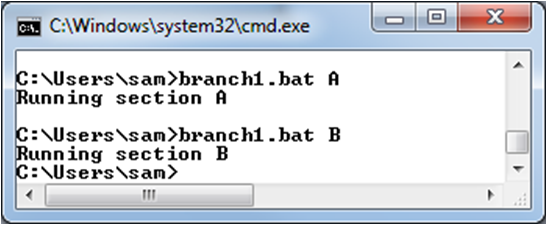 C:\Windows\system32\cmd.exe
C:\Users\sam>branch1.bat A
Running section A
C:\Users\sam>branch1.bat B
Running section B
C:\Users\sam>